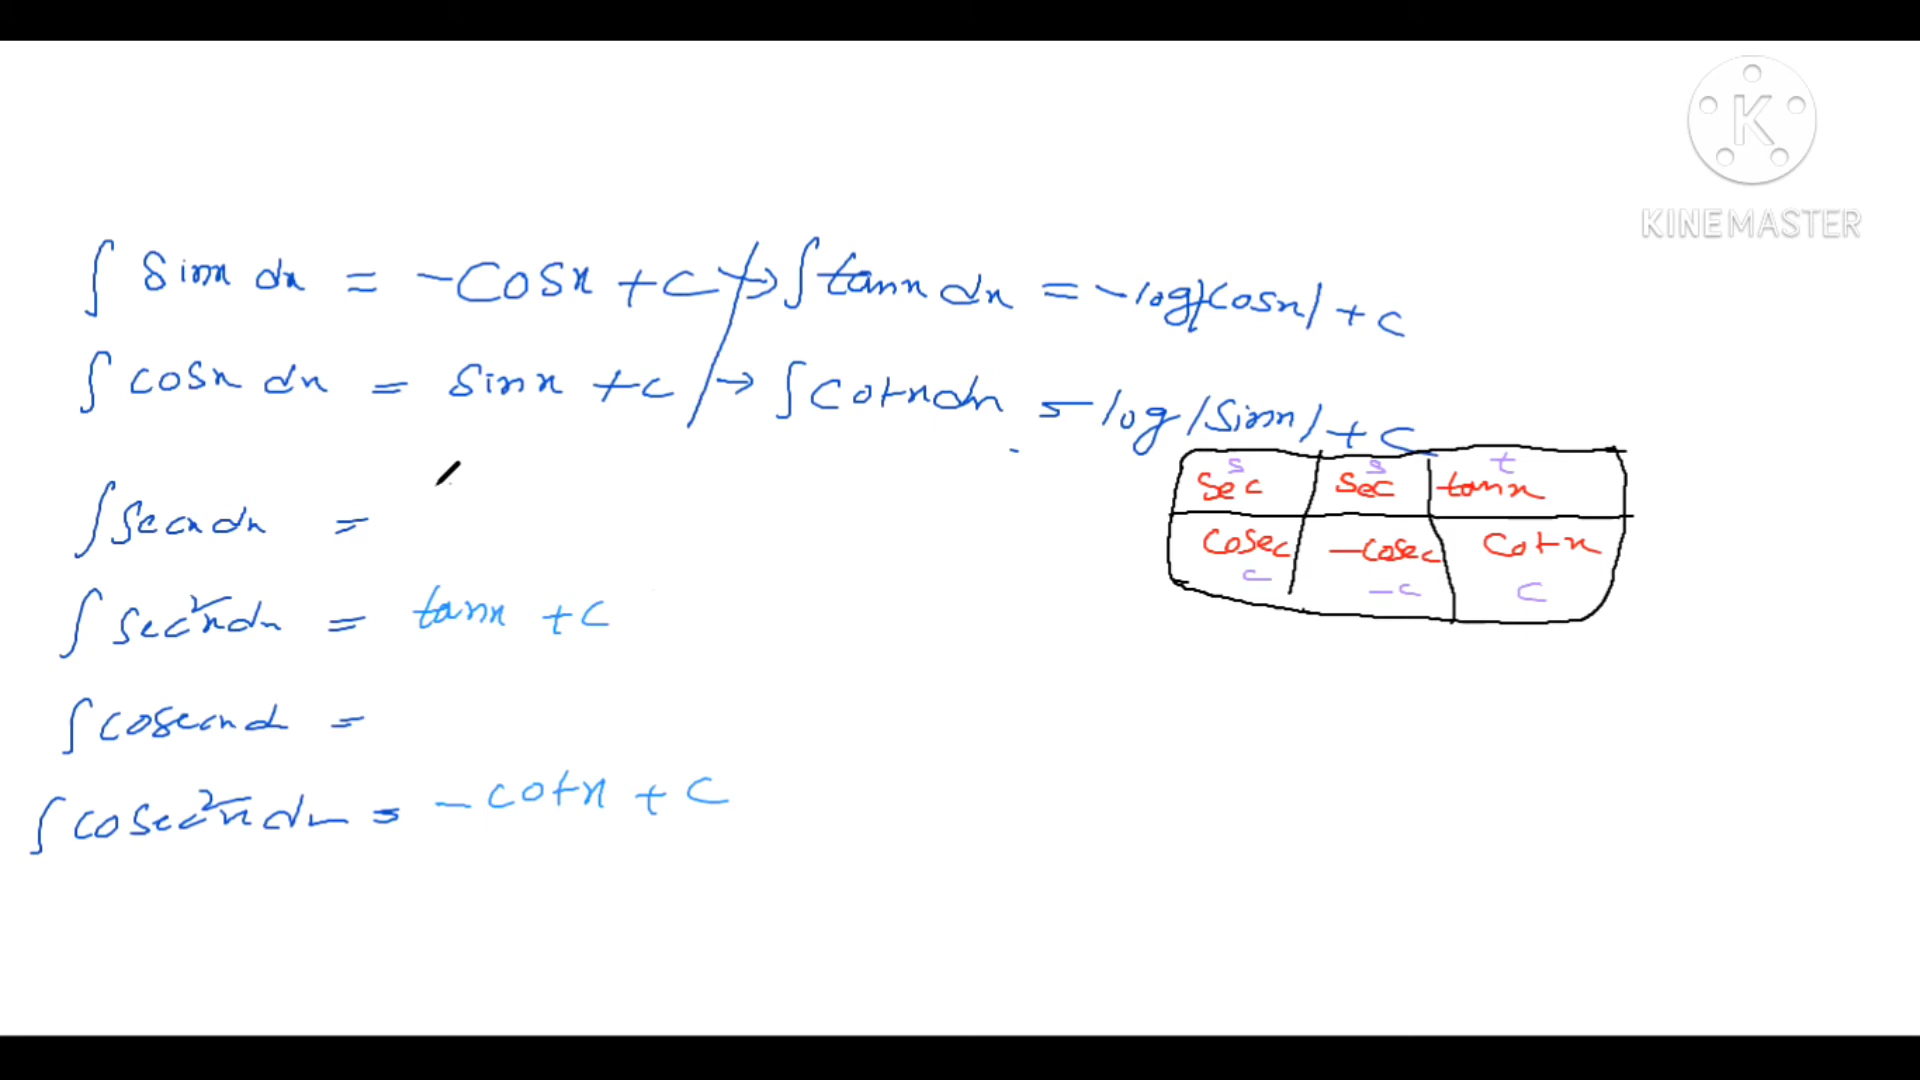 K
KINEMASTER
∫ sinx dx = -cosx + c → ∫ tanx dx = -log|cosx| + c
∫ cosx dx = sinx + c → ∫ cotx dx = log|sinx| + c
∫ secx dx =
∫ sec²x dx = tanx + c
∫ cosecx d =
∫ cosec²x dx = -cotx + c
s s t
sec sec tanx
cosec -cosec cotx
c -c c